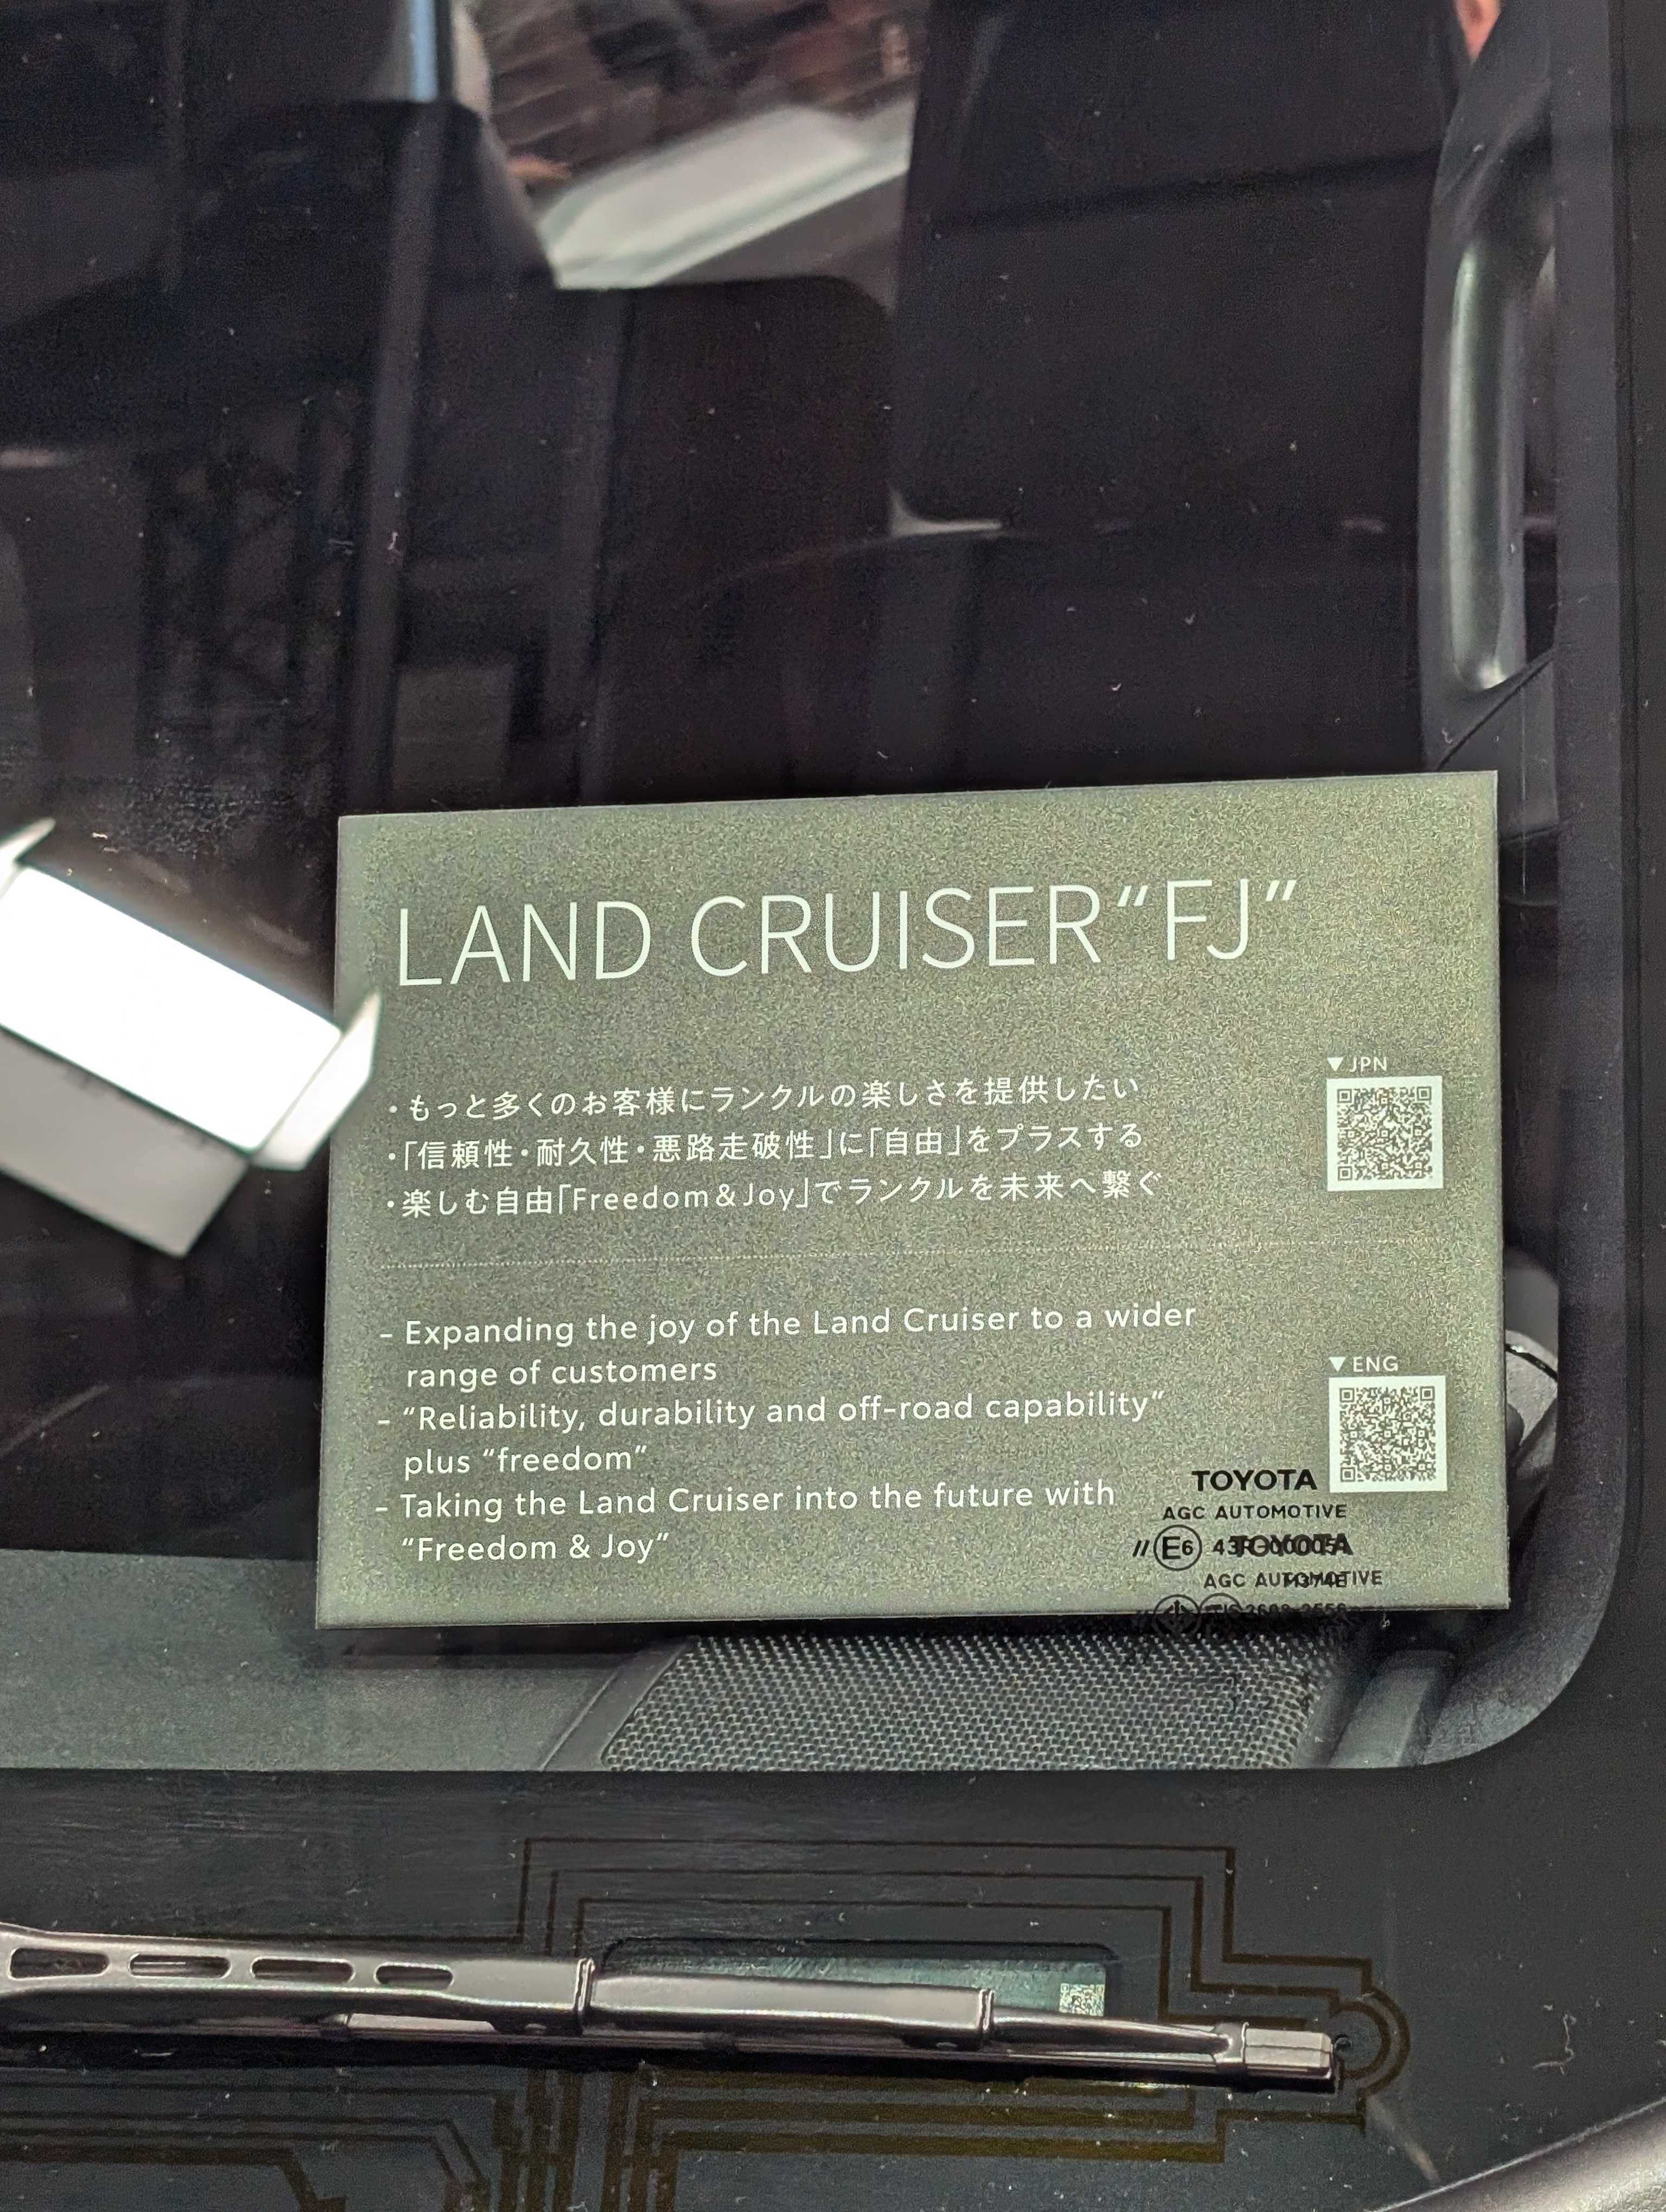 LAND CRUISER“FJ”
・もっと多くのお客様にランクルの楽しさを提供したい
・「信頼性・耐久性・悪路走破性」に「自由」をプラスする
・楽しむ自由「Freedom&Joy」でランクルを未来へ繋ぐ
▼JPN
- Expanding the joy of the Land Cruiser to a wider
range of customers
- “Reliability, durability and off-road capability”
plus “freedom”
- Taking the Land Cruiser into the future with
“Freedom & Joy”
▼ENG
TOYOTA
AGC AUTOMOTIVE
E6 43R
TOYOTA
AGC AUTOMOTIVE